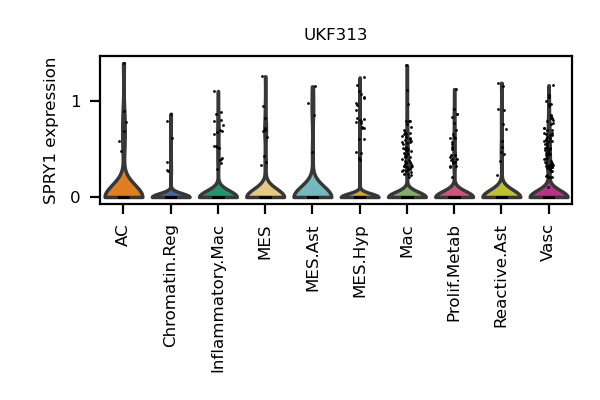 UKF313
SPRY1 expression
1
0
AC
Chromatin.Reg
Inflammatory.Mac
MES
MES.Ast
MES.Hyp
Mac
Prolif.Metab
Reactive.Ast
Vasc